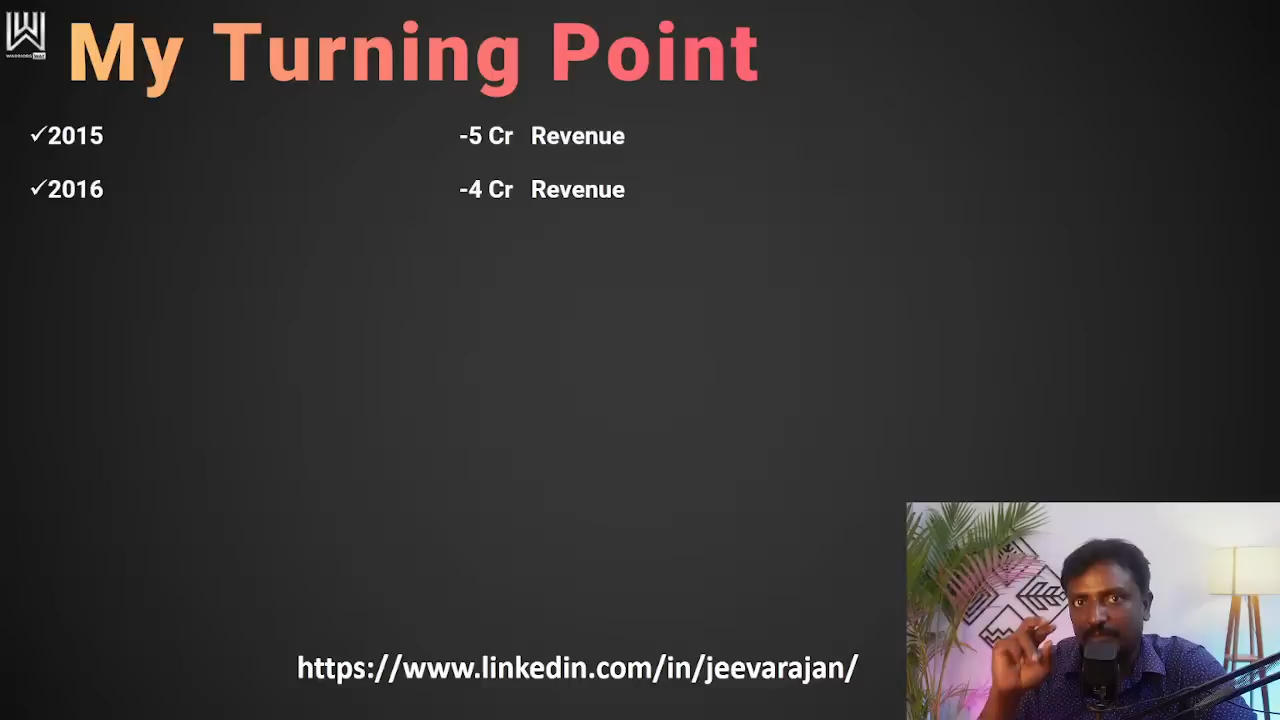 My Turning Point
✓2015 -5 Cr Revenue
✓2016 -4 Cr Revenue
https://www.linkedin.com/in/jeevarajan/